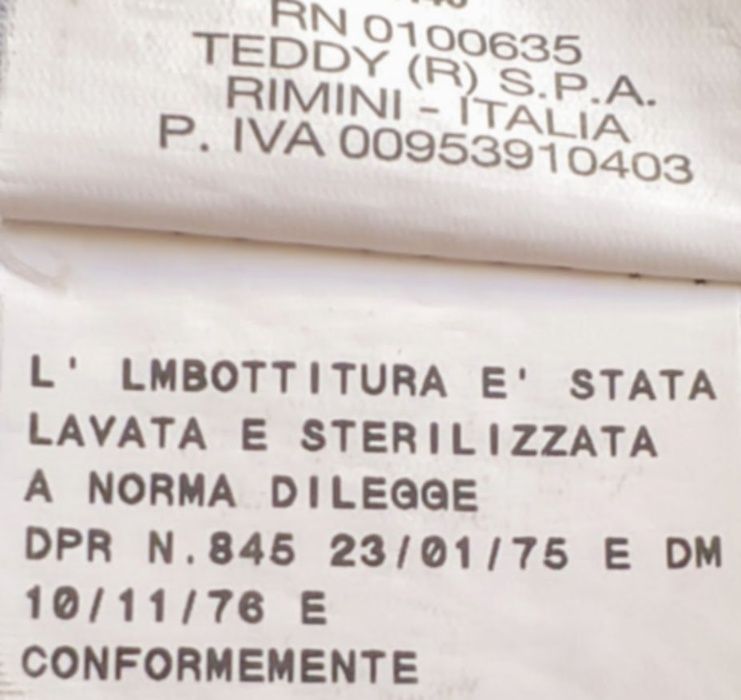 RN 0100635
TEDDY (R) S.P.A.
RIMINI - ITALIA
P. IVA 00953910403
L' LMBOTTITURA E' STATA
LAVATA E STERILIZZATA
A NORMA DILEGGE
DPR N.845 23/01/75 E DM
10/11/76 E
CONFORMEMENTE